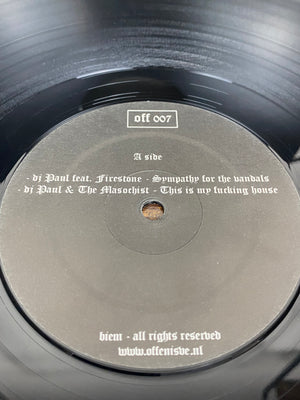 off 007
A side
- dj Paul feat. Firestone - Sympathy for the vandals
- dj Paul & The Masochist - This is my fucking house
biem - all rights reserved
www.offenisve.nl